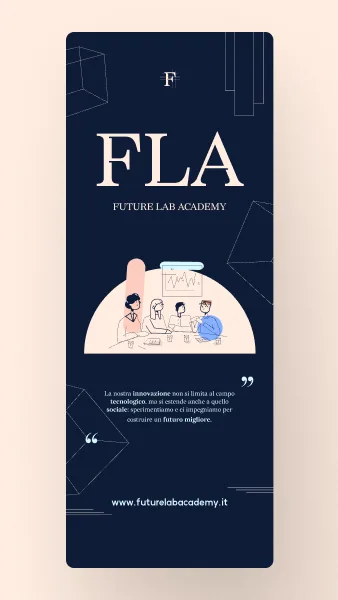 F
FLA
FUTURE LAB ACADEMY
La nostra innovazione non si limita al campo
tecnologico, ma si estende anche a quello
sociale: sperimentiamo e ci impegniamo per
costruire un futuro migliore.
www.futurelabacademy.it